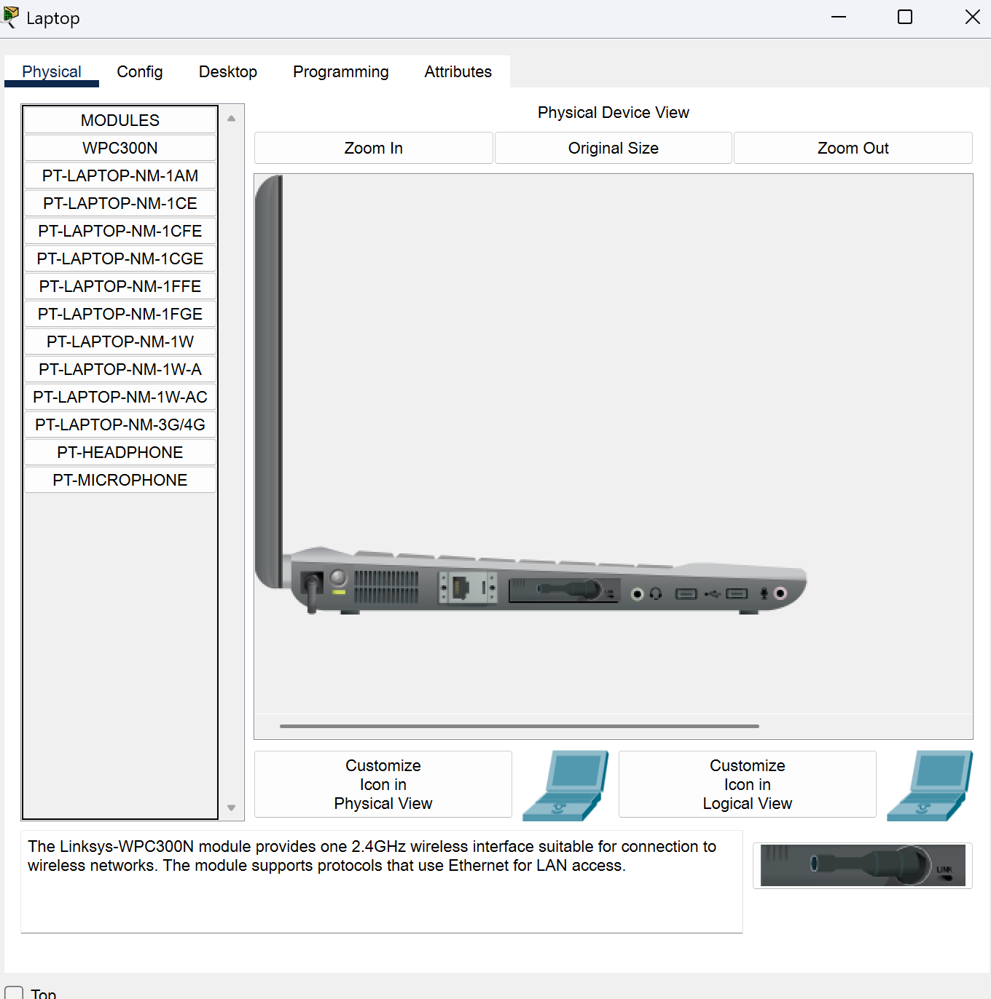 Laptop
Physical
Config
Desktop
Programming
Attributes
MODULES
WPC300N
PT-LAPTOP-NM-1AM
PT-LAPTOP-NM-1CE
PT-LAPTOP-NM-1CFE
PT-LAPTOP-NM-1CGE
PT-LAPTOP-NM-1FFE
PT-LAPTOP-NM-1FGE
PT-LAPTOP-NM-1W
PT-LAPTOP-NM-1W-A
PT-LAPTOP-NM-1W-AC
PT-LAPTOP-NM-3G/4G
PT-HEADPHONE
PT-MICROPHONE
Physical Device View
Zoom In
Original Size
Zoom Out
Customize
Icon in
Physical View
Customize
Icon in
Logical View
The Linksys-WPC300N module provides one 2.4GHz wireless interface suitable for connection to
wireless networks. The module supports protocols that use Ethernet for LAN access.
LINK
Top